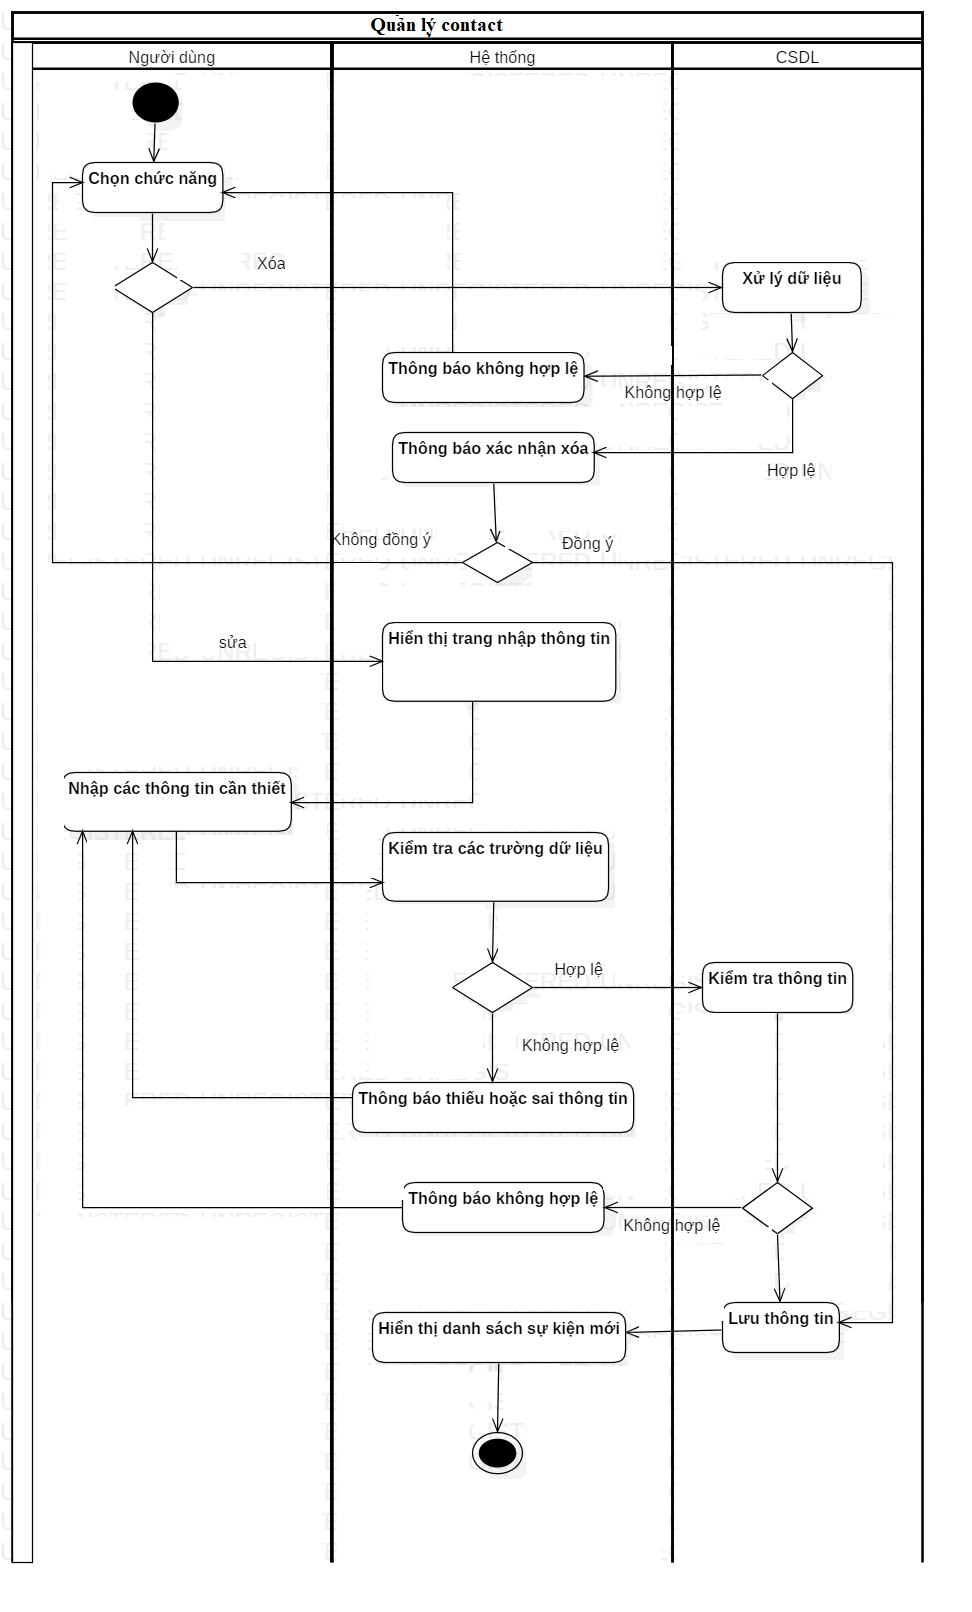 Quản lý contact
Người dùng
Hệ thống
CSDL
Chọn chức năng
Xóa
Xử lý dữ liệu
Thông báo không hợp lệ
Không hợp lệ
Thông báo xác nhận xóa
Hợp lệ
Không đồng ý
Đồng ý
Hiển thị trang nhập thông tin
sửa
Nhập các thông tin cần thiết
Kiểm tra các trường dữ liệu
Hợp lệ
Kiểm tra thông tin
Không hợp lệ
Thông báo thiếu hoặc sai thông tin
Thông báo không hợp lệ
Không hợp lệ
Lưu thông tin
Hiển thị danh sách sự kiện mới